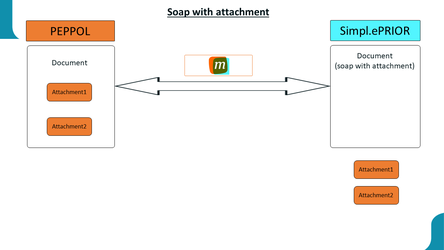 Soap with attachment
PEPPOL
Simpl.ePRIOR
Document
Attachment1
Attachment2
m
Document
(soap with attachment)
Attachment1
Attachment2